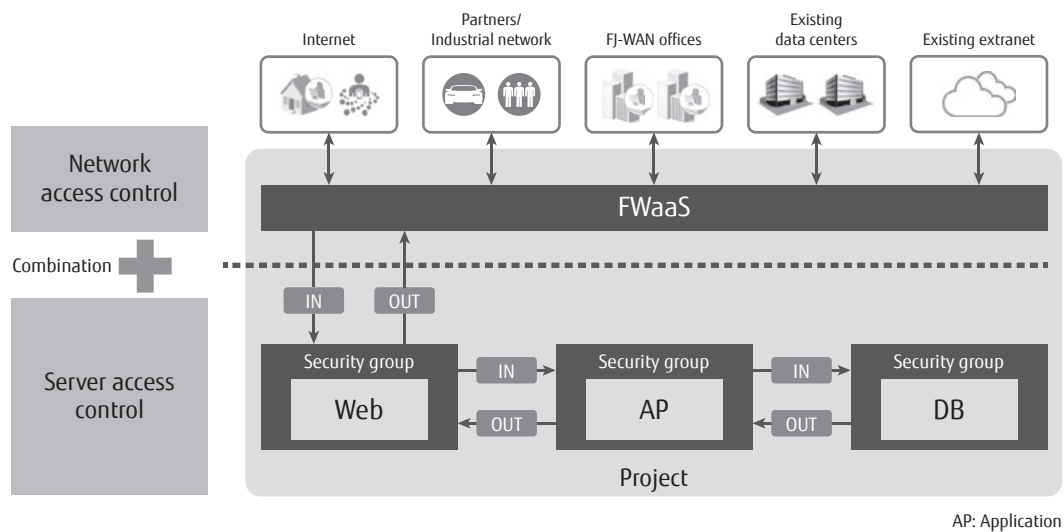 Internet
Partners/
Industrial network
FJ-WAN offices
Existing
data centers
Existing extranet
Network
access control
FWaaS
Combination
IN
OUT
Server access
control
Security group
Web
IN
OUT
Security group
AP
IN
OUT
Security group
DB
Project
AP: Application